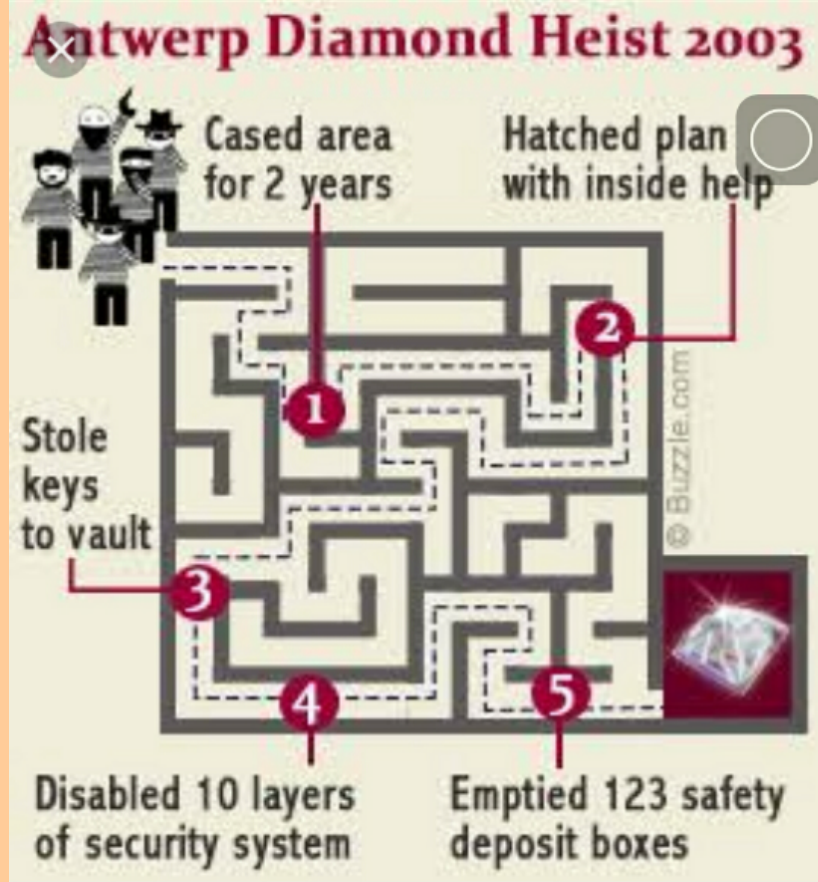 Antwerp Diamond Heist 2003
Cased area
for 2 years
Hatched plan
with inside help
1
2
© Buzzle.com
Stole
keys
to vault
3
4
5
Disabled 10 layers
of security system
Emptied 123 safety
deposit boxes